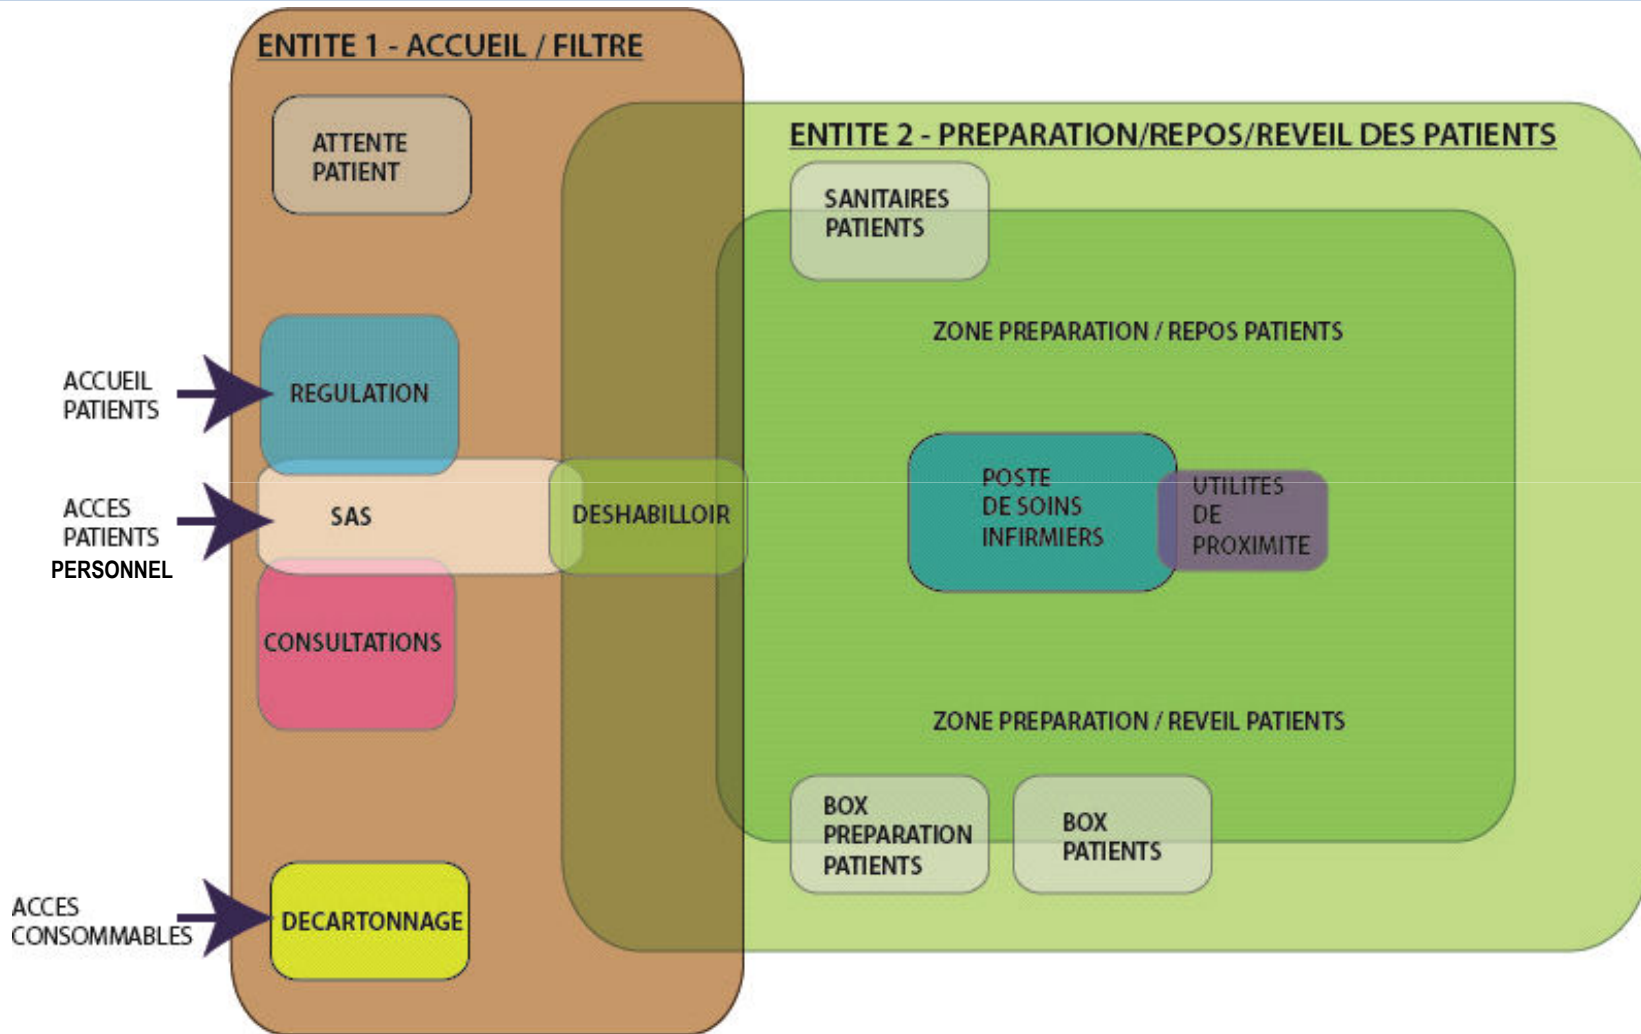 ENTITE 1 - ACCUEIL / FILTRE
ATTENTE
PATIENT
ENTITE 2 - PREPARATION/REPOS/REVEIL DES PATIENTS
SANITAIRES
PATIENTS
ZONE PREPARATION / REPOS PATIENTS
ACCUEIL
PATIENTS
REGULATION
ACCES
PATIENTS
PERSONNEL
SAS
DESHABILLOIR
POSTE
DE SOINS
INFIRMIERS
UTILITES
DE
PROXIMITE
CONSULTATIONS
ZONE PREPARATION / REVEIL PATIENTS
BOX
PREPARATION
PATIENTS
BOX
PATIENTS
ACCES
CONSOMMABLES
DECARTONNAGE